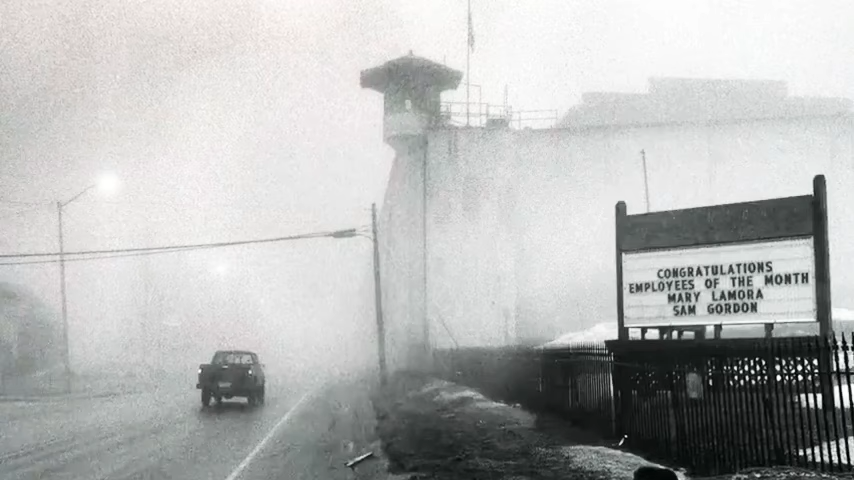 CONGRATULATIONS
EMPLOYEES OF THE MONTH
MARY LAMORA
SAM GORDON